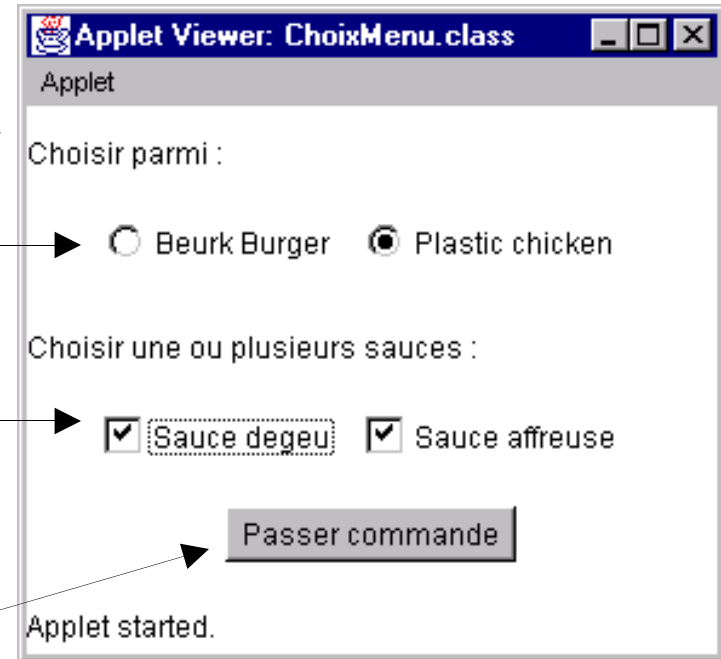 Applet Viewer: ChoixMenu.class
Applet
Choisir parmi :
Beurk Burger Plastic chicken
Choisir une ou plusieurs sauces :
Sauce degeu Sauce affreuse
Passer commande
Applet started.